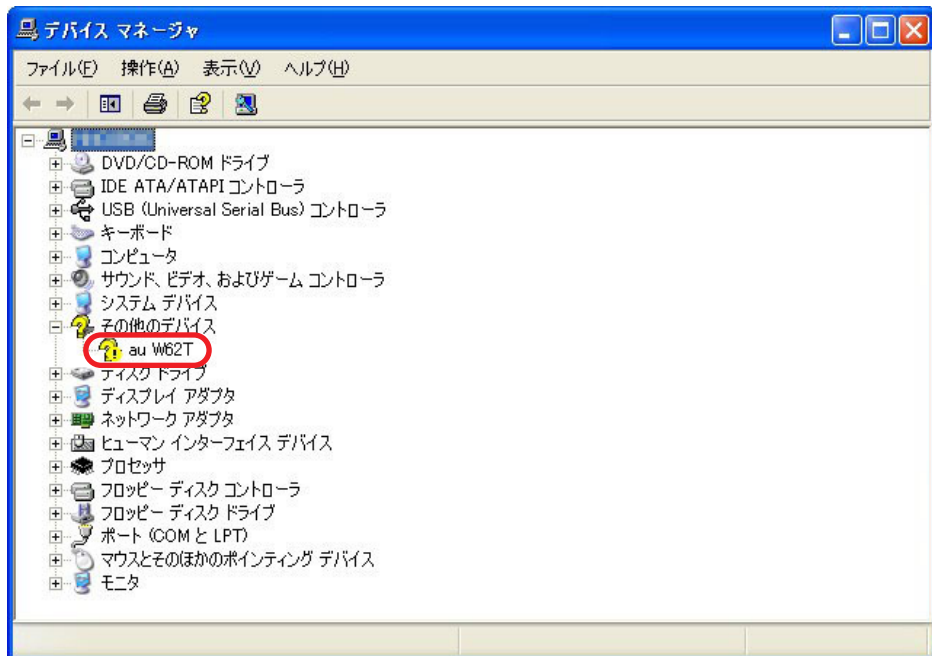 デバイス マネージャ
ファイル(F) 操作(A) 表示(V) ヘルプ(H)
DVD/CD-ROM ドライブ
IDE ATA/ATAPI コントローラ
USB (Universal Serial Bus) コントローラ
キーボード
コンピュータ
サウンド、ビデオ、およびゲーム コントローラ
システム デバイス
その他のデバイス
au W62T
ディスク ドライブ
ディスプレイ アダプタ
ネットワーク アダプタ
ヒューマン インターフェイス デバイス
プロセッサ
フロッピー ディスク コントローラ
フロッピー ディスク ドライブ
ポート (COM と LPT)
マウスとそのほかのポインティング デバイス
モニタ